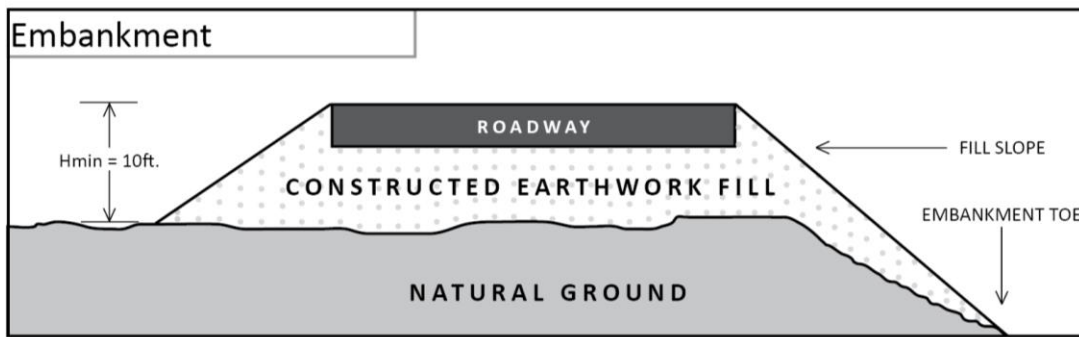 Embankment
ROADWAY
Hmin = 10ft.
FILL SLOPE
CONSTRUCTED EARTHWORK FILL
EMBANKMENT TOE
NATURAL GROUND